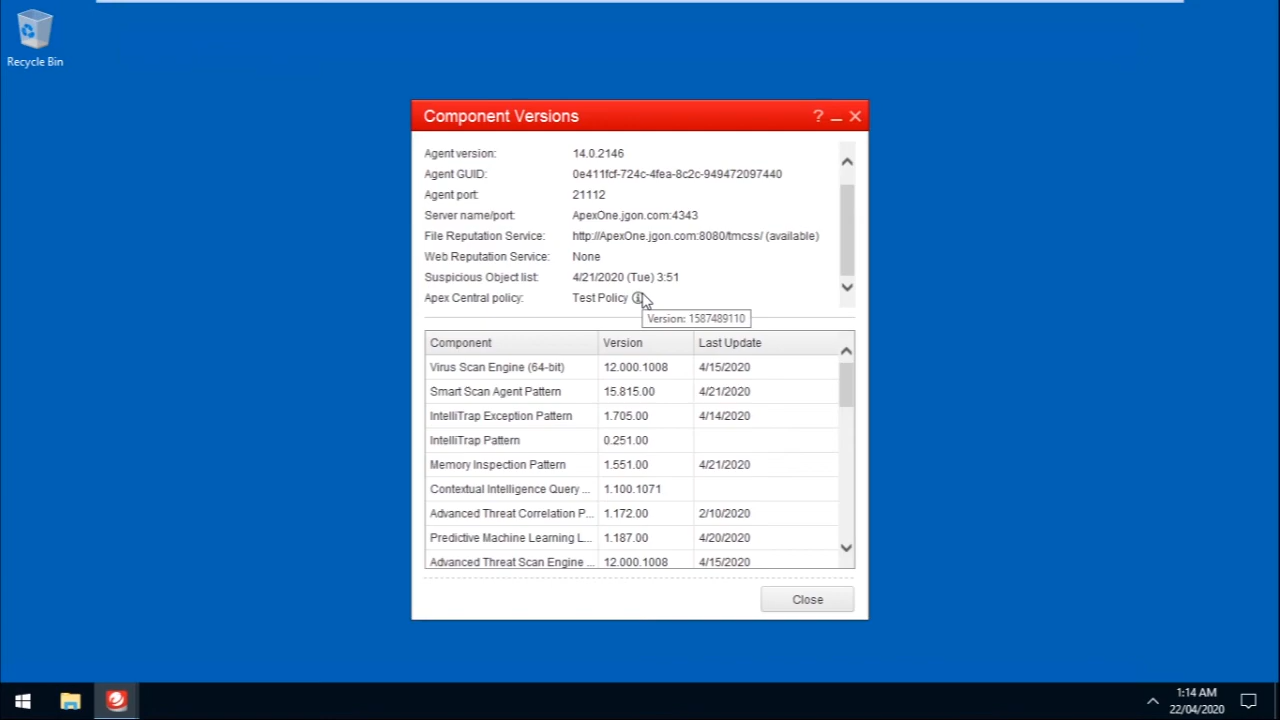 Recycle Bin
Component Versions
Agent version: 14.0.2146
Agent GUID: 0e411fcf-724c-4fea-8c2c-949472097440
Agent port: 21112
Server name/port: ApexOne.jgon.com:4343
File Reputation Service: http://ApexOne.jgon.com:8080/tmcss/ (available)
Web Reputation Service: None
Suspicious Object list: 4/21/2020 (Tue) 3:51
Apex Central policy: Test Policy
Version: 1587489110
Component Version Last Update
Virus Scan Engine (64-bit) 12.000.1008 4/15/2020
Smart Scan Agent Pattern 15.815.00 4/21/2020
IntelliTrap Exception Pattern 1.705.00 4/14/2020
IntelliTrap Pattern 0.251.00
Memory Inspection Pattern 1.551.00 4/21/2020
Contextual Intelligence Query ... 1.100.1071
Advanced Threat Correlation P... 1.172.00 2/10/2020
Predictive Machine Learning L... 1.187.00 4/20/2020
Advanced Threat Scan Engine ... 12.000.1008 4/15/2020
Close
1:14 AM
22/04/2020